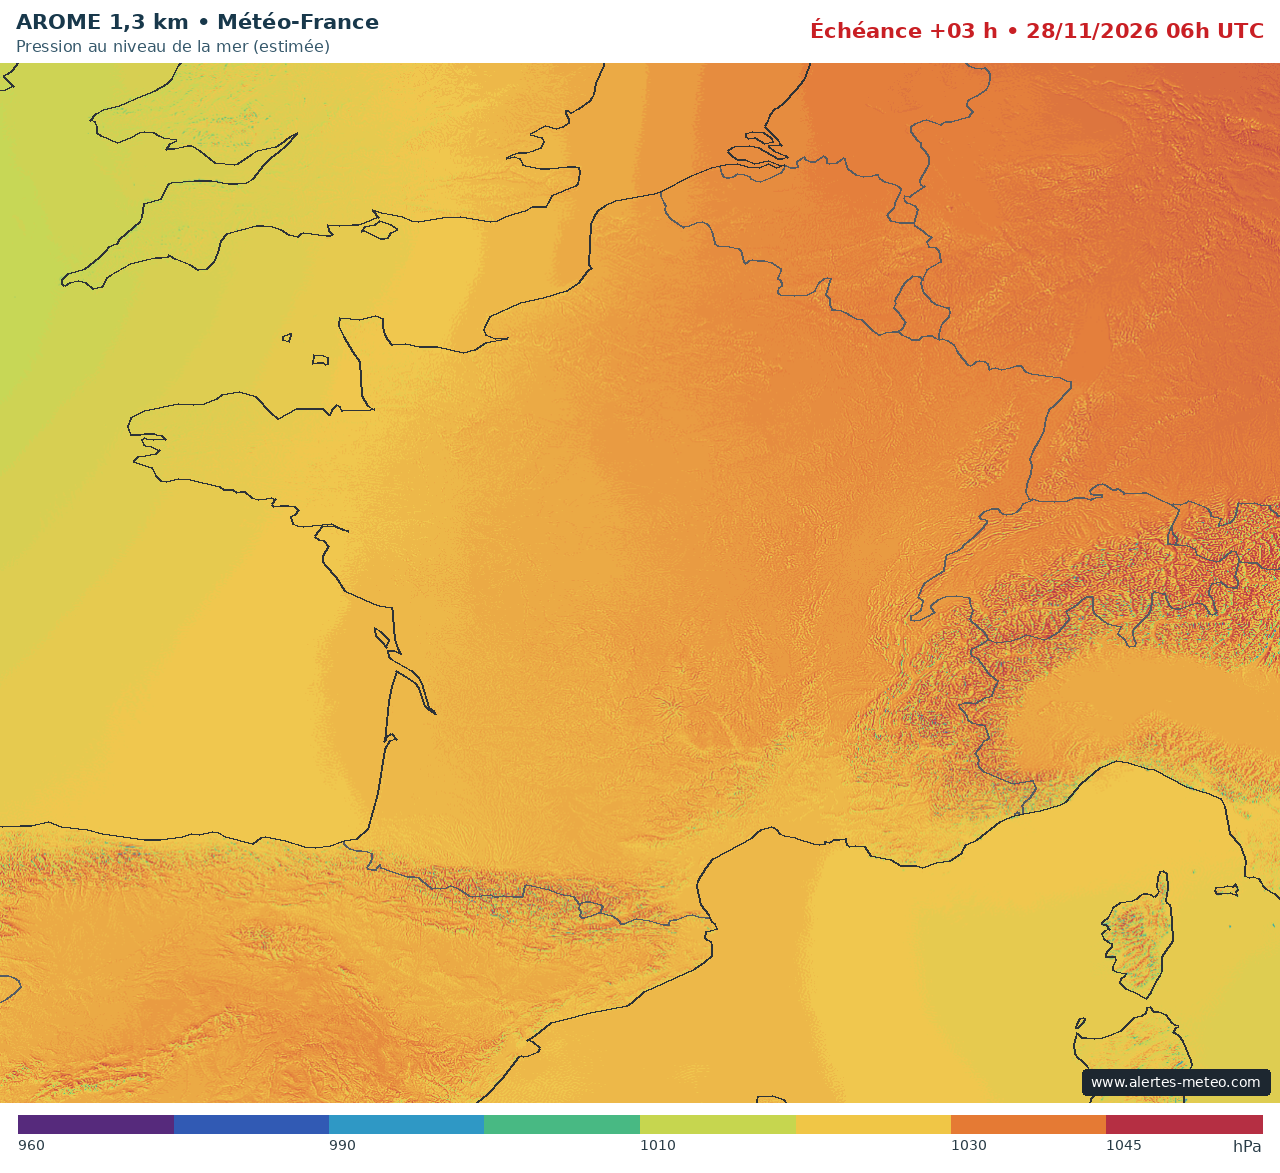 AROME 1,3 km • Météo-France
Pression au niveau de la mer (estimée)
Échéance +03 h • 28/11/2026 06h UTC
www.alertes-meteo.com
960 990 1010 1030 1045 hPa